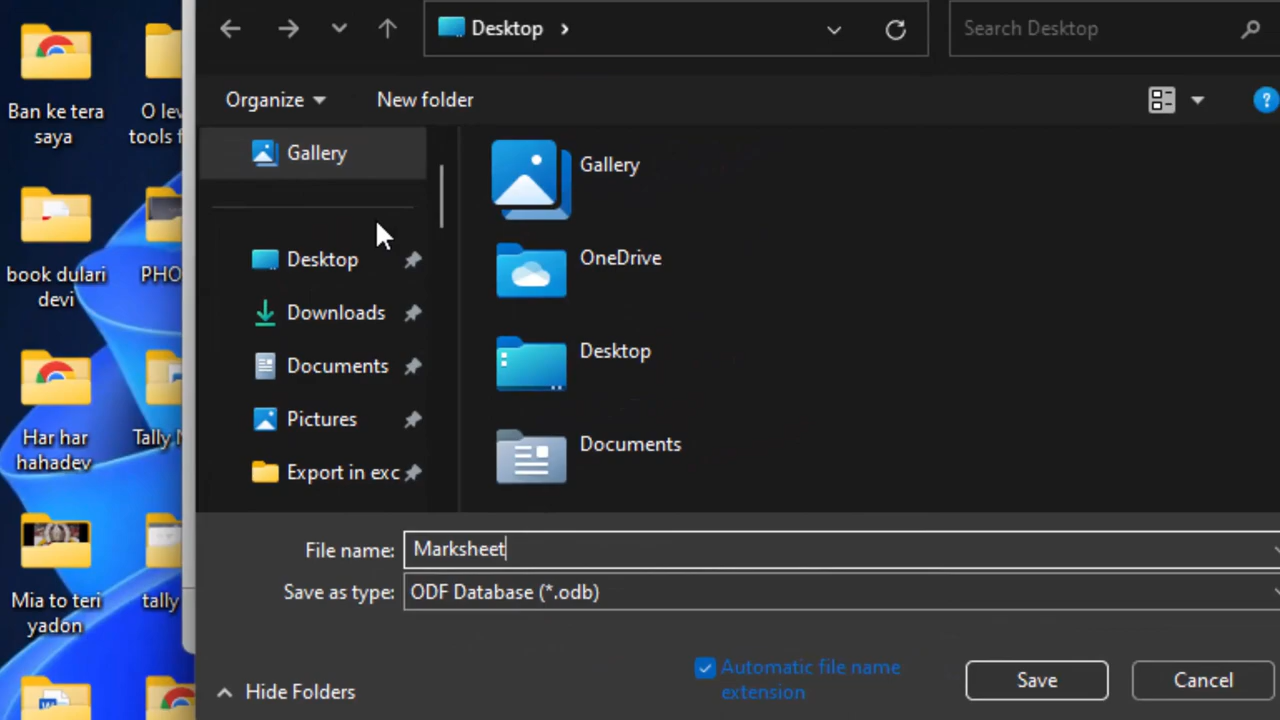 Desktop
Search Desktop
Organize
New folder
Gallery
Desktop
Downloads
Documents
Pictures
Export in exc
Gallery
OneDrive
Desktop
Documents
File name: Marksheet
Save as type: ODF Database (*.odb)
Automatic file name
extension
Hide Folders
Save
Cancel
Ban ke tera
saya
O lev
tools f
book dulari
devi
PHO
Har har
hahadev
Tally.N
Mia to teri
yadon
tally